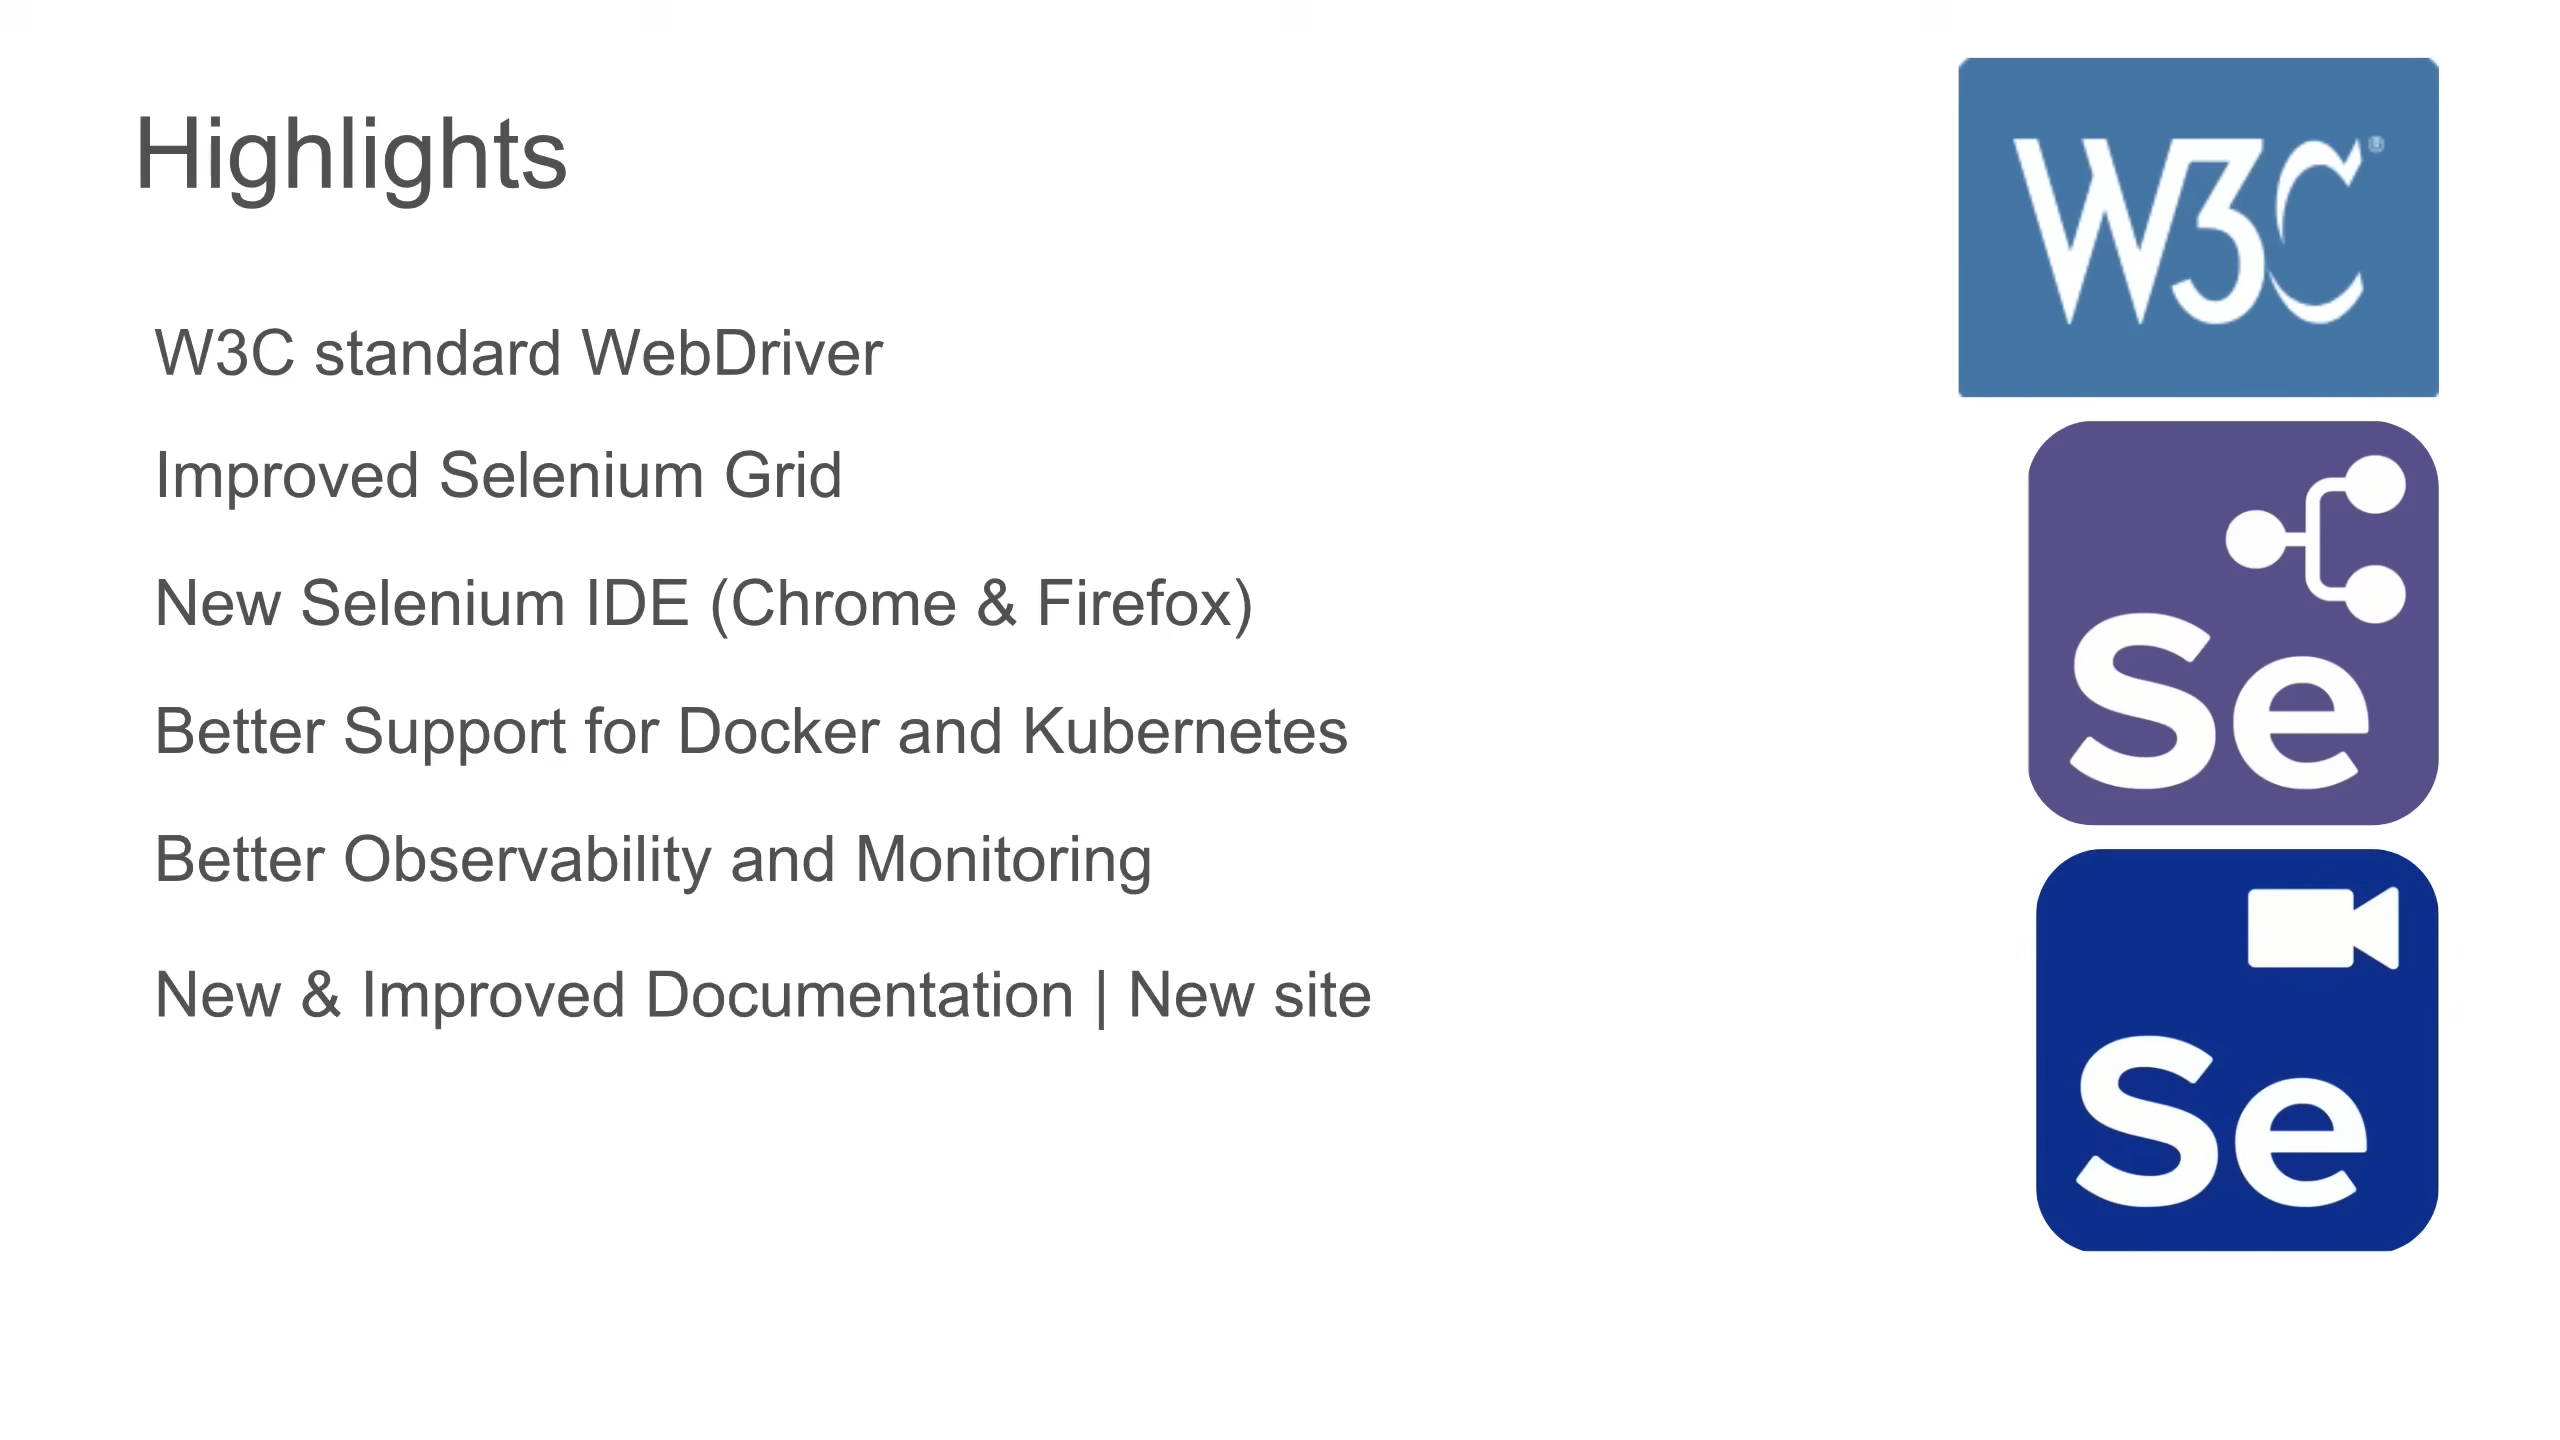 Highlights
W3C standard WebDriver
Improved Selenium Grid
New Selenium IDE (Chrome & Firefox)
Better Support for Docker and Kubernetes
Better Observability and Monitoring
New & Improved Documentation | New site
W3C®
Se
Se